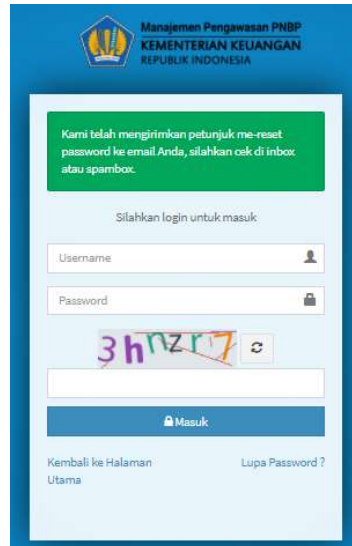 Manajemen Pengawasan PNBP
KEMENTERIAN KEUANGAN
REPUBLIK INDONESIA
Kami telah mengirimkan petunjuk me-reset
password ke email Anda, silahkan cek di inbox
atau spambox.
Silahkan login untuk masuk
Username
Password
3hnzr7
Masuk
Kembali ke Halaman
Utama
Lupa Password ?